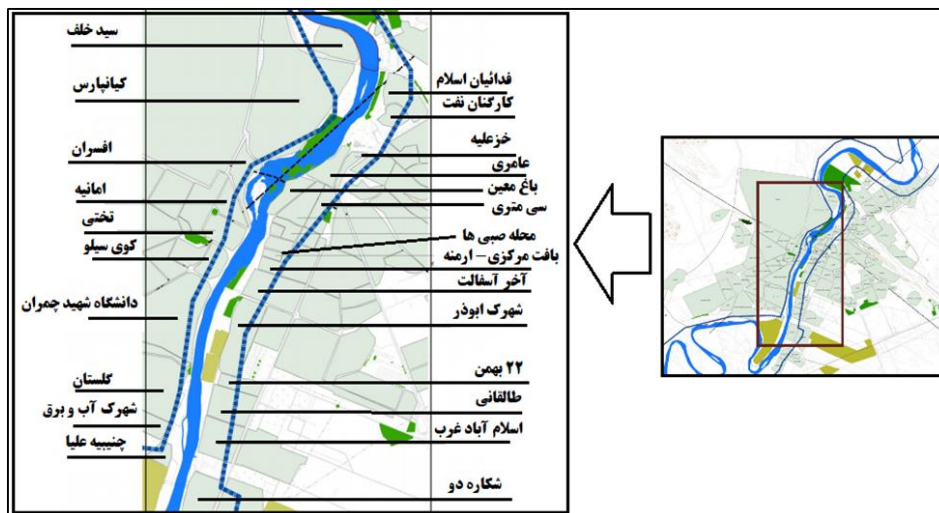 سید خلف
کیانپارس
افسران
امانیه
تختی
کوی سیلو
دانشگاه شهید چمران
گلستان
شهرک آب و برق
چنیبیه علیا
فدائیان اسلام
کارکنان نفت
خزعلیه
عامری
باغ معین
سی متری
محله صبی ها
بافت مرکزی - ارمنه
آخر آسفالت
شهرک ابوذر
۲۲ بهمن
طالقانی
اسلام آباد غرب
شکاره دو